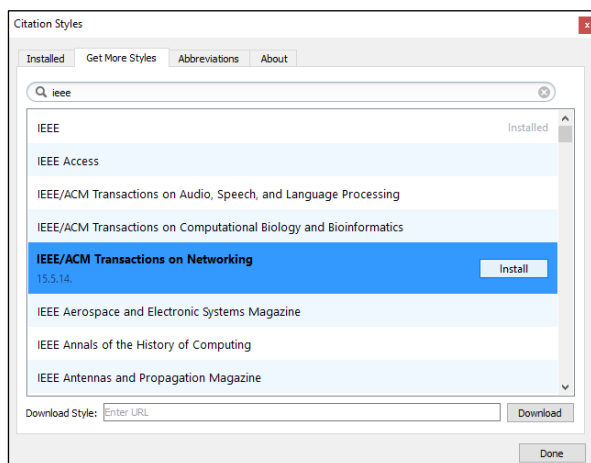 Citation Styles
x
Installed Get More Styles Abbreviations About
ieee
IEEE Installed
IEEE Access
IEEE/ACM Transactions on Audio, Speech, and Language Processing
IEEE/ACM Transactions on Computational Biology and Bioinformatics
IEEE/ACM Transactions on Networking
15.5.14. Install
IEEE Aerospace and Electronic Systems Magazine
IEEE Annals of the History of Computing
IEEE Antennas and Propagation Magazine
Download Style: Enter URL Download
Done